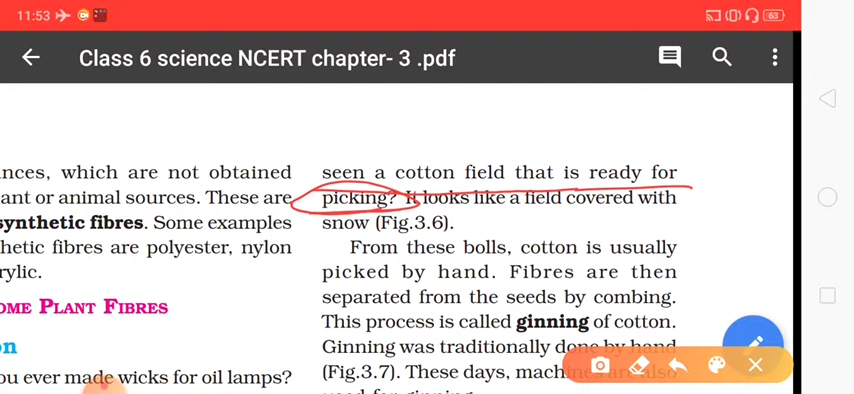 11:53
63
Class 6 science NCERT chapter- 3 .pdf
nces, which are not obtained
ant or animal sources. These are
synthetic fibres. Some examples
hetic fibres are polyester, nylon
rylic.
OME PLANT FIBRES
on
ou ever made wicks for oil lamps?
seen a cotton field that is ready for
picking? It looks like a field covered with
snow (Fig.3.6).
From these bolls, cotton is usually
picked by hand. Fibres are then
separated from the seeds by combing.
This process is called ginning of cotton.
Ginning was traditionally done by hand
(Fig.3.7). These days, machines are also
used for ginning.